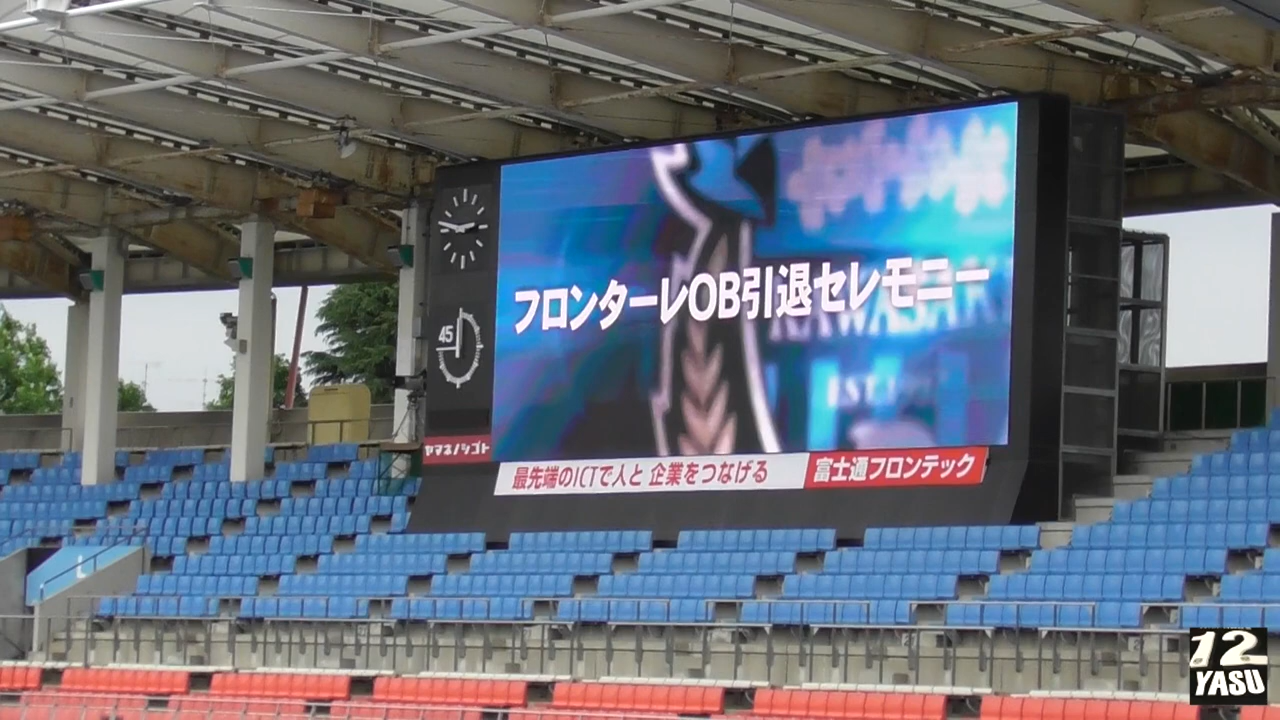 フロンターレOB引退セレモニー
45
ヤマネノシゴト
最先端のICTで人と 企業をつなげる
富士通フロンテック
12
YASU